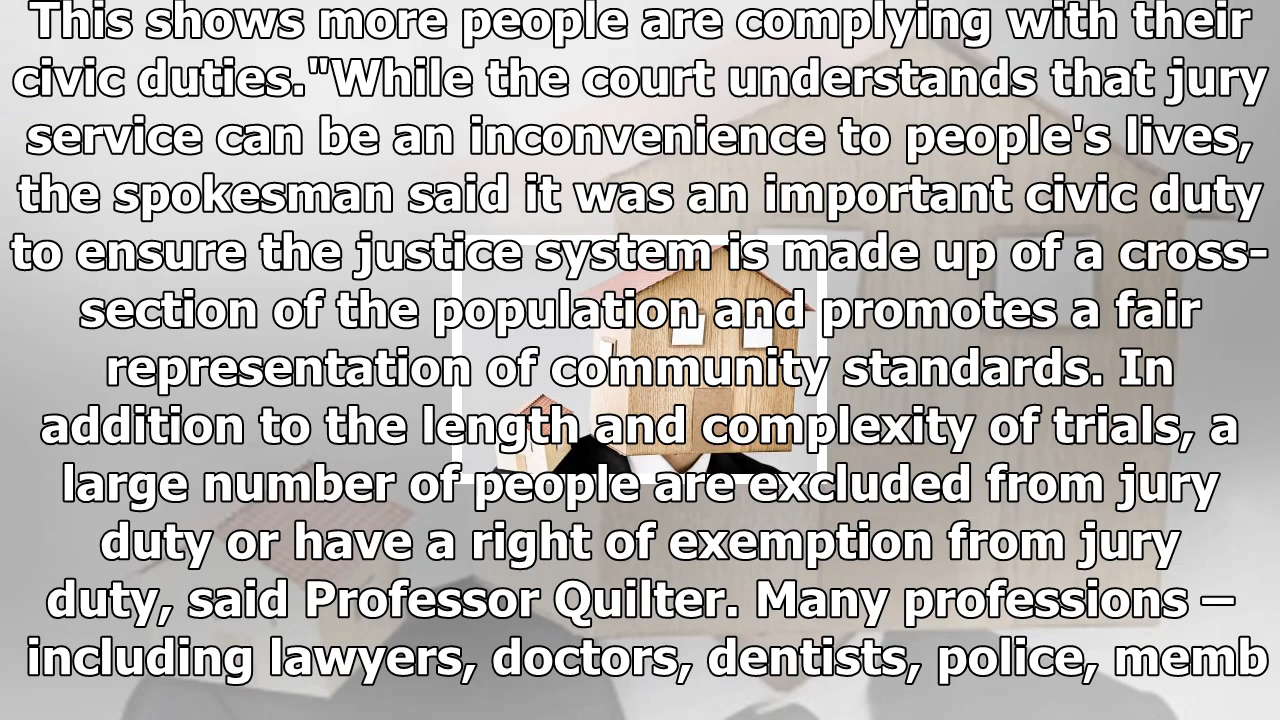 This shows more people are complying with their
civic duties."While the court understands that jury
service can be an inconvenience to people's lives,
the spokesman said it was an important civic duty
to ensure the justice system is made up of a cross-
section of the population and promotes a fair
representation of community standards. In
addition to the length and complexity of trials, a
large number of people are excluded from jury
duty or have a right of exemption from jury
duty, said Professor Quilter. Many professions –
including lawyers, doctors, dentists, police, memb